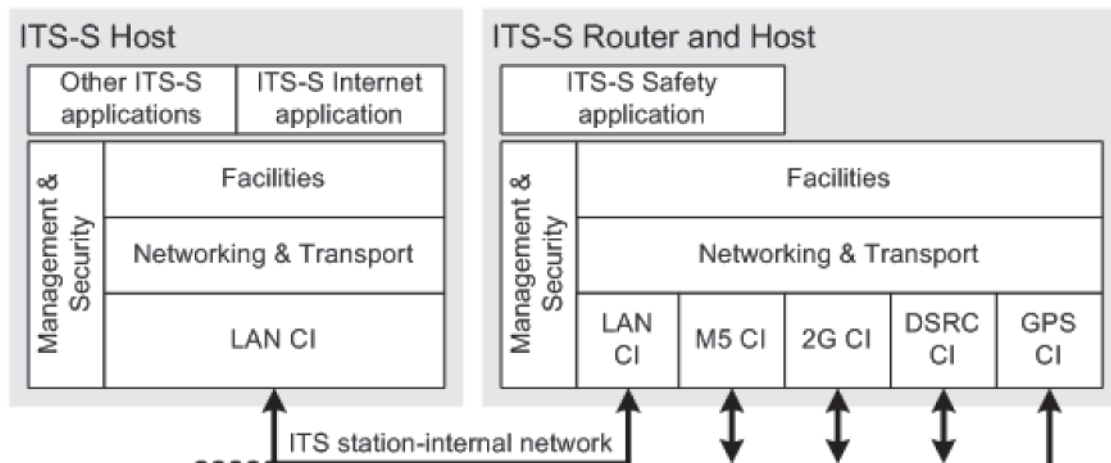 ITS-S Host
Other ITS-S
applications
ITS-S Internet
application
Management &
Security
Facilities
Networking & Transport
LAN CI
ITS-S Router and Host
ITS-S Safety
application
Management &
Security
Facilities
Networking & Transport
LAN
CI
M5 CI
2G CI
DSRC
CI
GPS
CI
ITS station-internal network